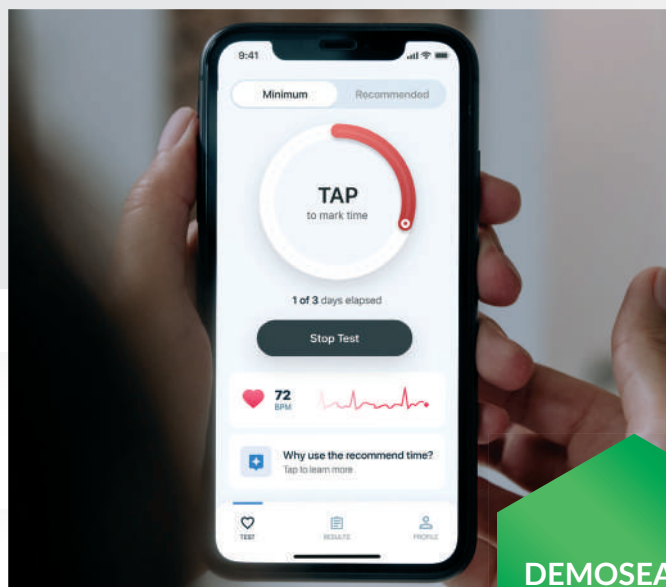 9:41
Minimum
Recommended
TAP
to mark time
1 of 3 days elapsed
Stop Test
72
BPM
Why use the recommend time?
Tap to learn more
TEST
RESULTS
PROFILE
DEMOSEA